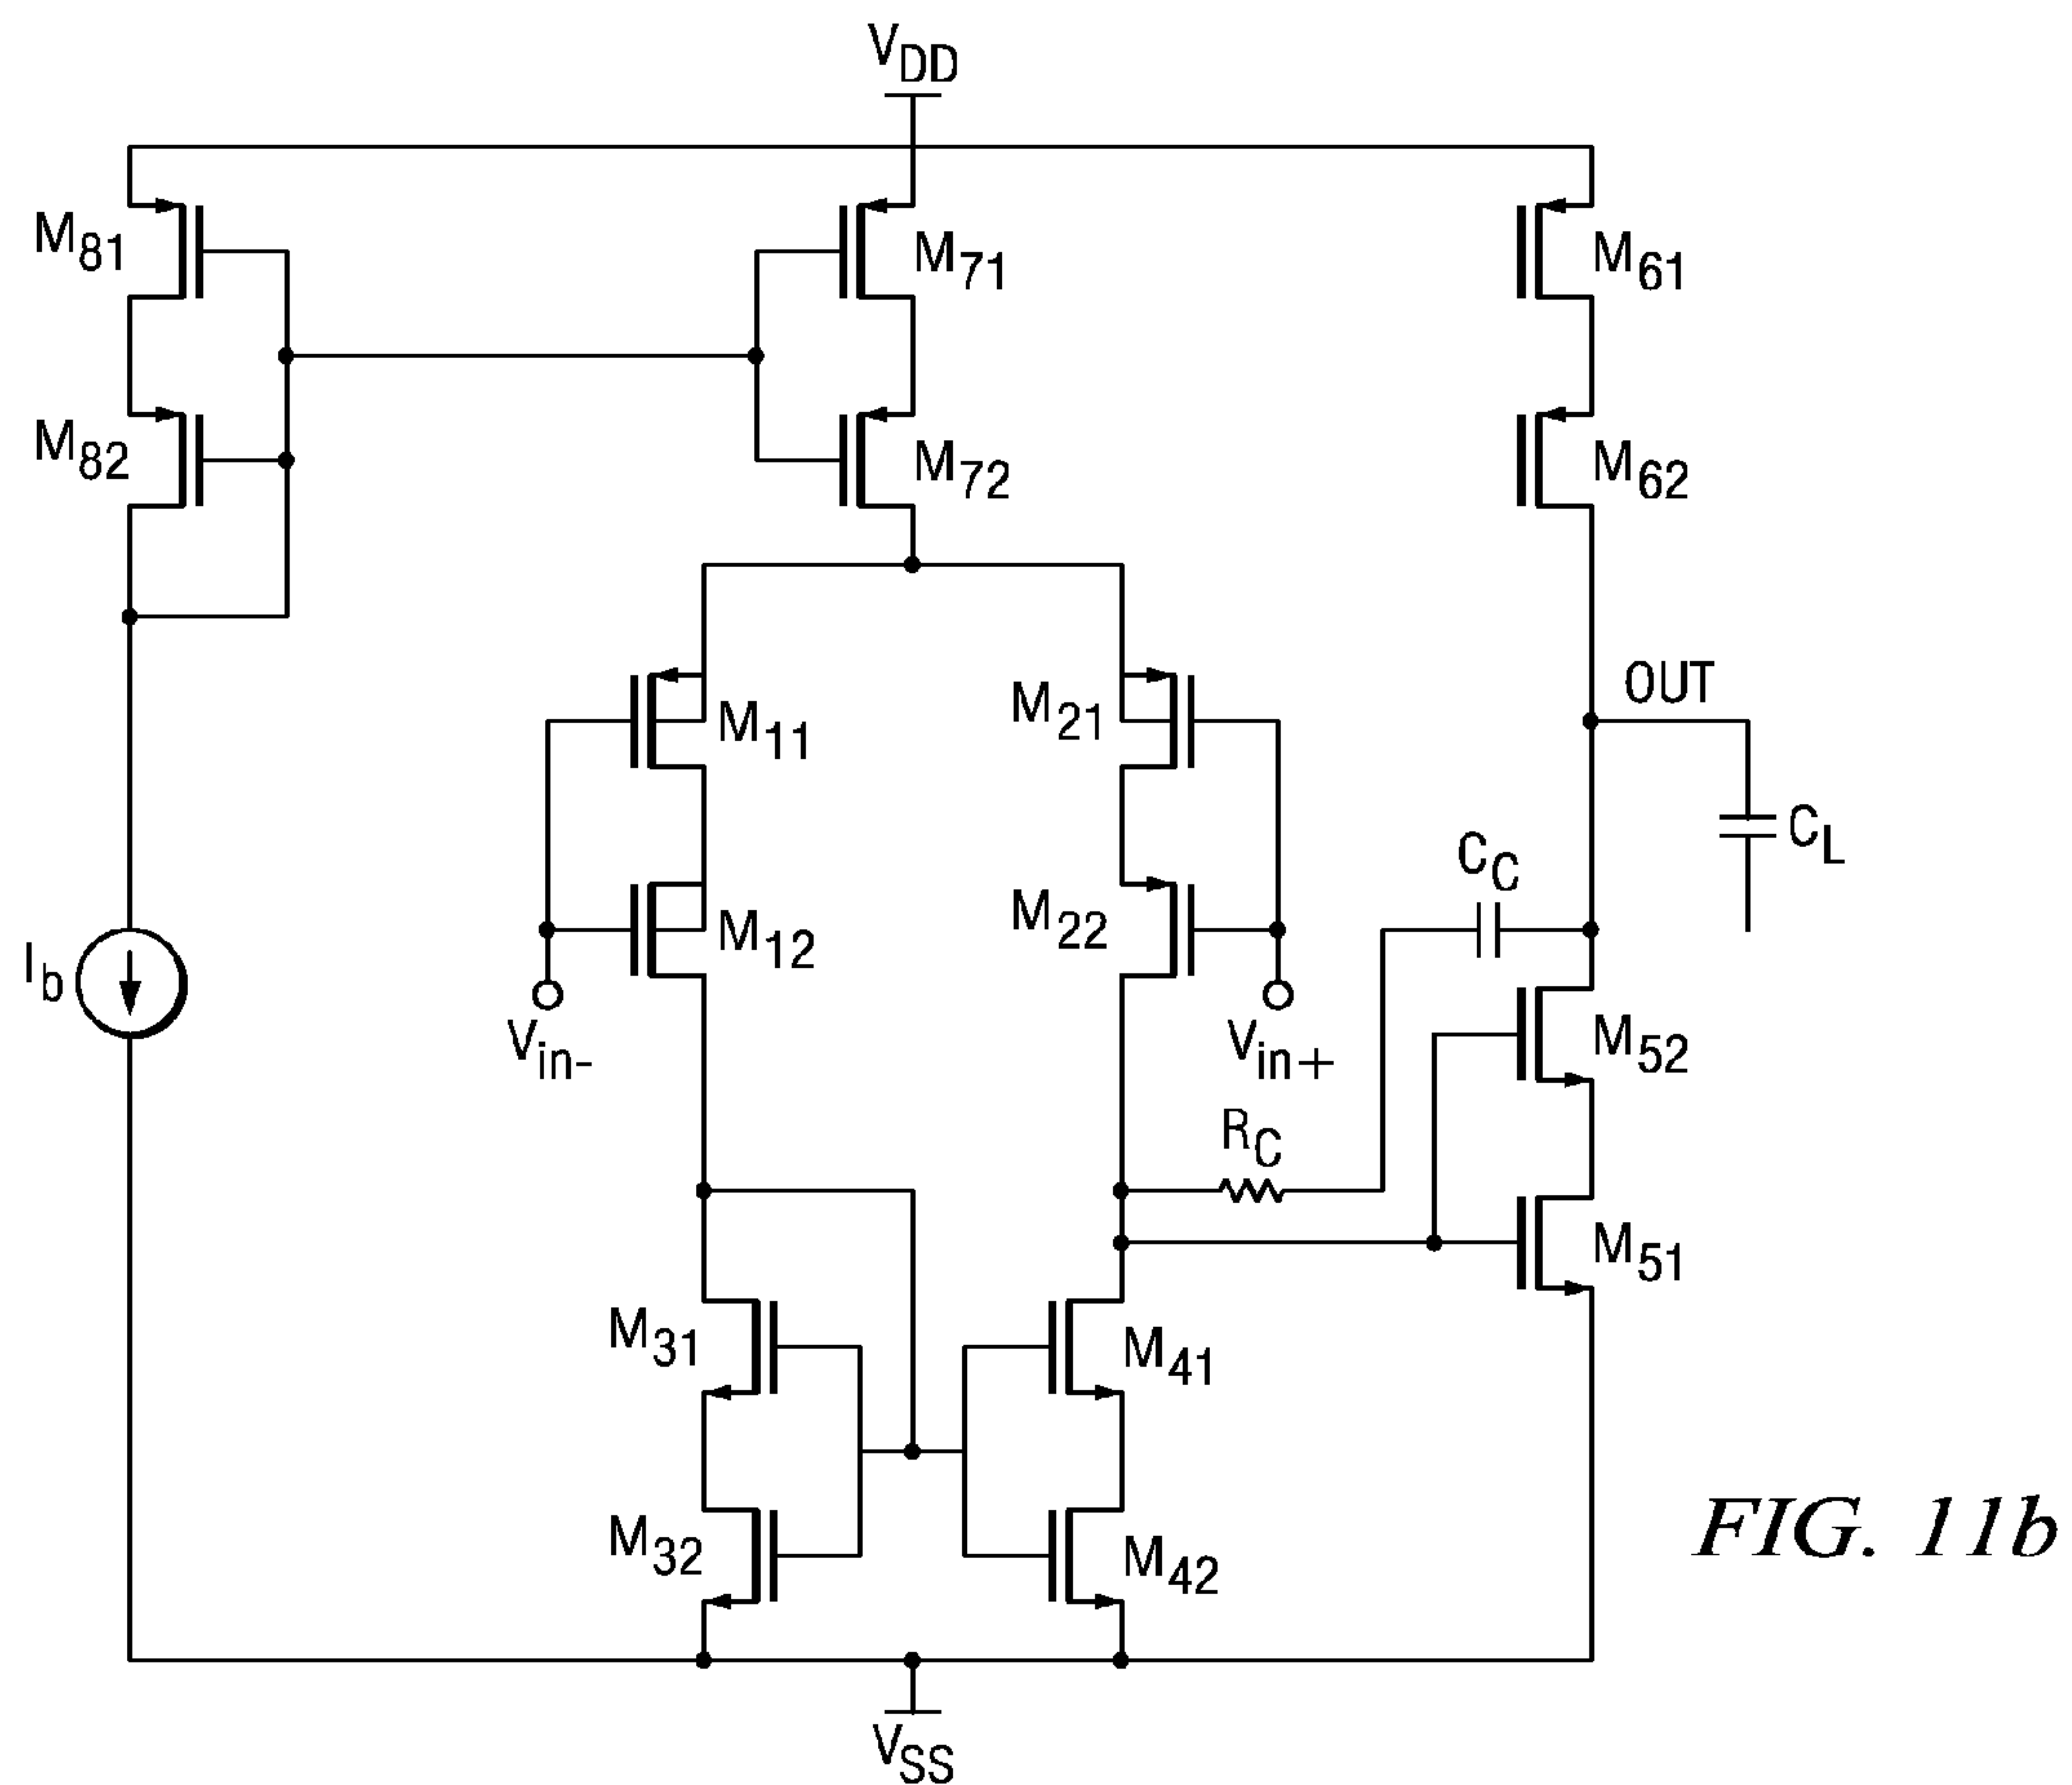 VDD
M81
M71
M61
M82
M72
M62
OUT
M11
M21
CL
CC
M12
M22
Ib
Vin-
Vin+
M52
RC
M51
M31
M41
M32
M42
FIG. 11b
VSS